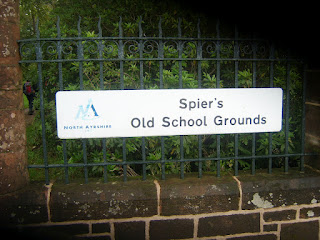 Spier's
Old School Grounds
NORTH AYRSHIRE